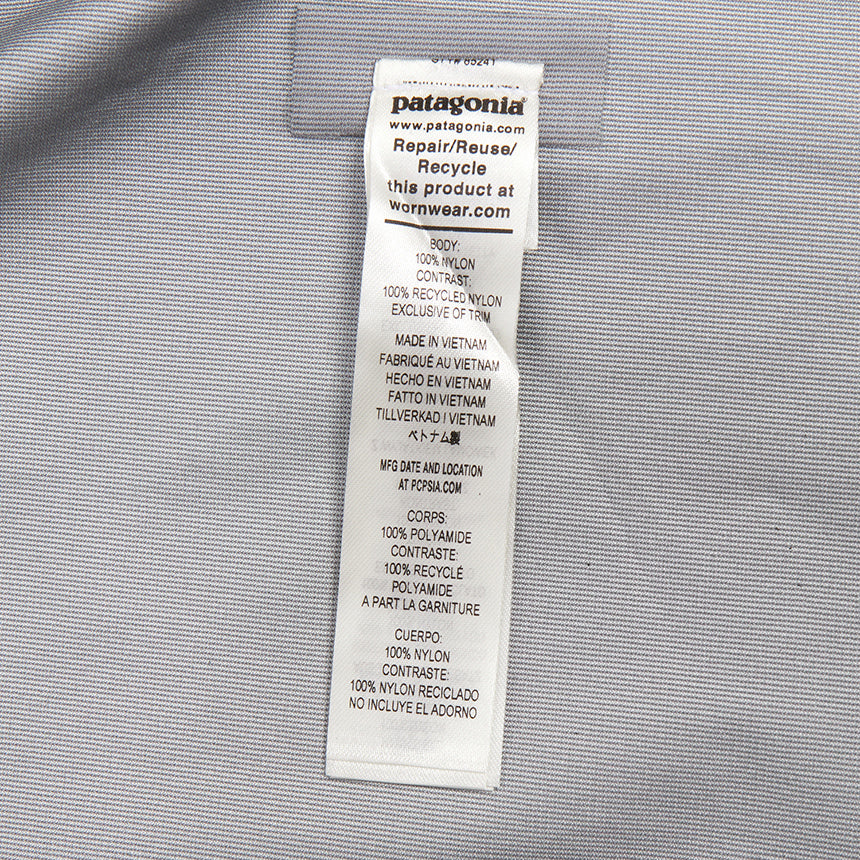 65241
patagonia®
www.patagonia.com
Repair/Reuse/
Recycle
this product at
wornwear.com
BODY:
100% NYLON
CONTRAST:
100% RECYCLED NYLON
EXCLUSIVE OF TRIM
MADE IN VIETNAM
FABRIQUÉ AU VIETNAM
HECHO EN VIETNAM
FATTO IN VIETNAM
TILLVERKAD I VIETNAM
ベトナム製
MFG DATE AND LOCATION
AT PCPSIA.COM
CORPS:
100% POLYAMIDE
CONTRASTE:
100% RECYCLÉ
POLYAMIDE
A PART LA GARNITURE
CUERPO:
100% NYLON
CONTRASTE:
100% NYLON RECICLADO
NO INCLUYE EL ADORNO